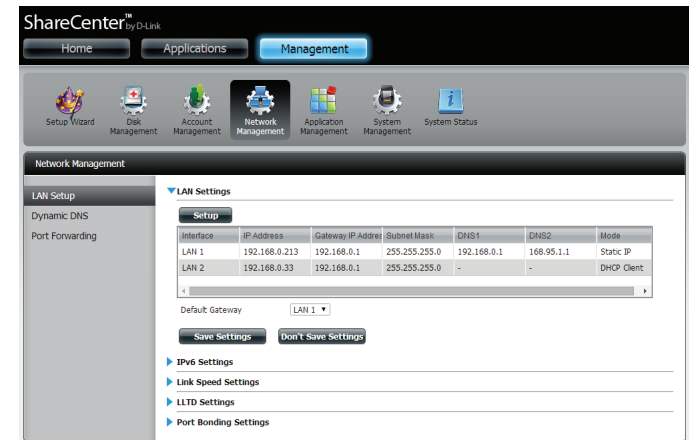 ShareCenter™ by D-Link
Home Applications Management
Setup Wizard Disk Management Account Management Network Management Application Management System Management System Status
Network Management
LAN Setup
Dynamic DNS
Port Forwarding
LAN Settings
Setup
Interface IP Address Gateway IP Addres Subnet Mask DNS1 DNS2 Mode
LAN 1 192.168.0.213 192.168.0.1 255.255.255.0 192.168.0.1 168.95.1.1 Static IP
LAN 2 192.168.0.33 192.168.0.1 255.255.255.0 - - DHCP Client
Default Gateway LAN 1
Save Settings Don't Save Settings
IPv6 Settings
Link Speed Settings
LLTD Settings
Port Bonding Settings